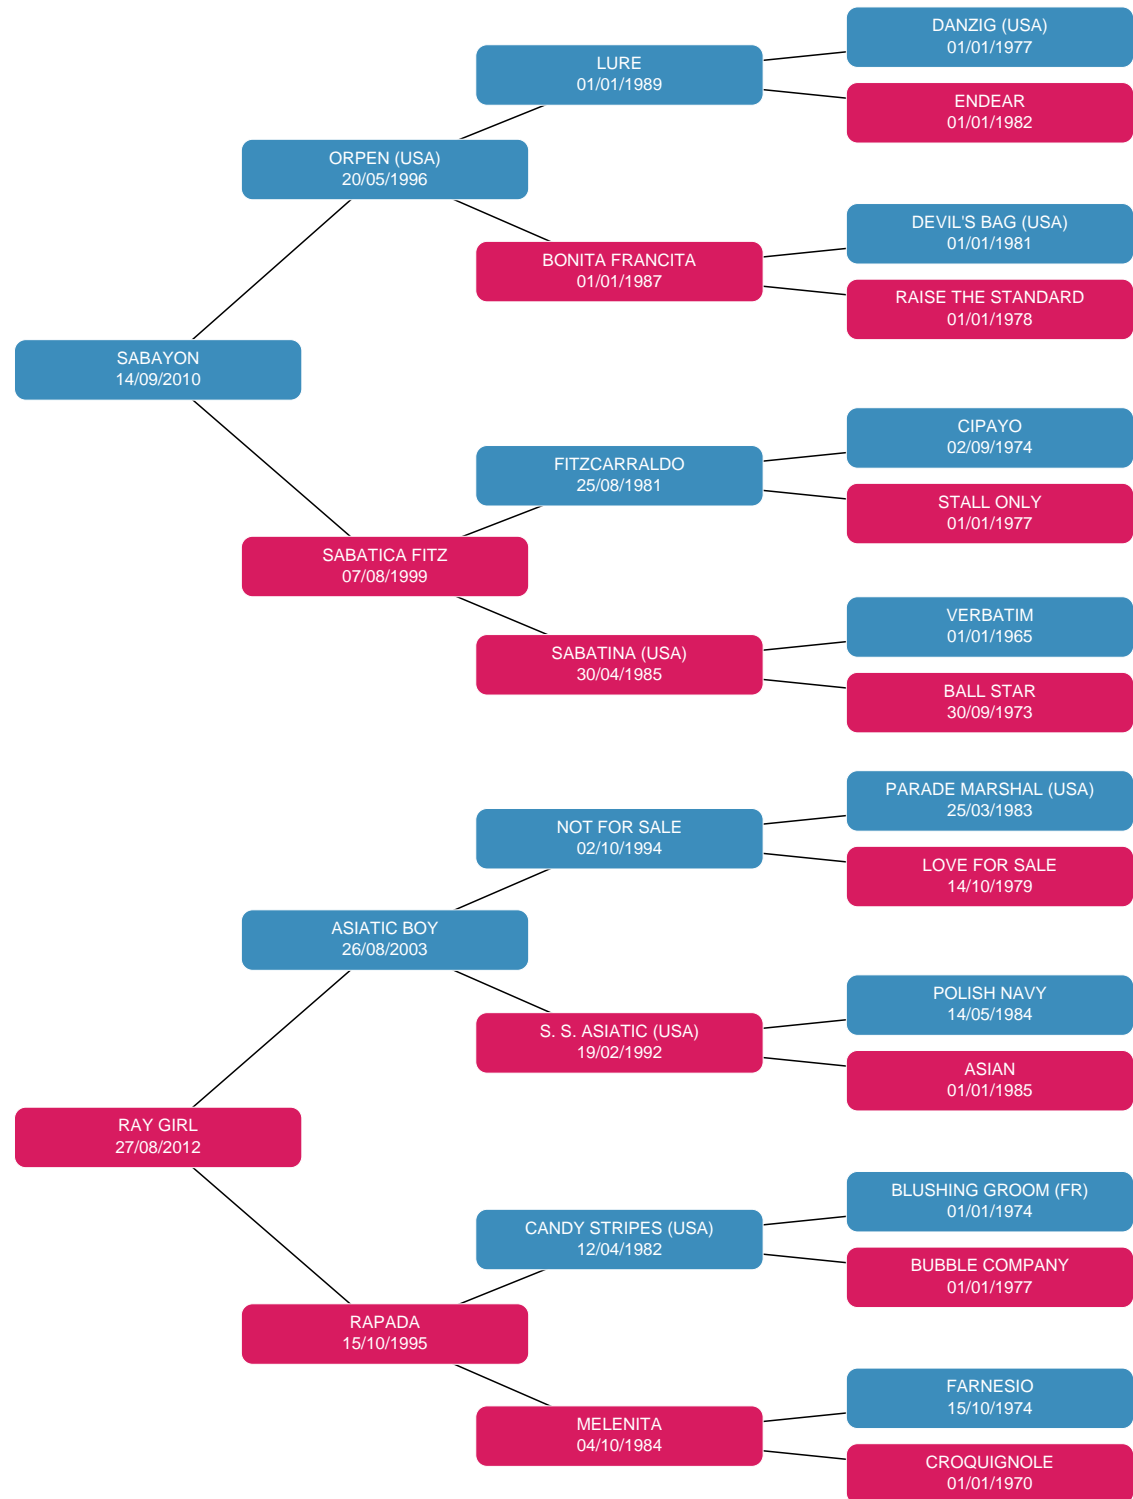 DANZIG (USA)
01/01/1977
LURE
01/01/1989
ENDEAR
01/01/1982
ORPEN (USA)
20/05/1996
DEVIL'S BAG (USA)
01/01/1981
BONITA FRANCITA
01/01/1987
RAISE THE STANDARD
01/01/1978
SABAYON
14/09/2010
CIPAYO
02/09/1974
FITZCARRALDO
25/08/1981
STALL ONLY
01/01/1977
SABATICA FITZ
07/08/1999
VERBATIM
01/01/1965
SABATINA (USA)
30/04/1985
BALL STAR
30/09/1973
PARADE MARSHAL (USA)
25/03/1983
NOT FOR SALE
02/10/1994
LOVE FOR SALE
14/10/1979
ASIATIC BOY
26/08/2003
POLISH NAVY
14/05/1984
S. S. ASIATIC (USA)
19/02/1992
ASIAN
01/01/1985
RAY GIRL
27/08/2012
BLUSHING GROOM (FR)
01/01/1974
CANDY STRIPES (USA)
12/04/1982
BUBBLE COMPANY
01/01/1977
RAPADA
15/10/1995
FARNESIO
15/10/1974
MELENITA
04/10/1984
CROQUIGNOLE
01/01/1970